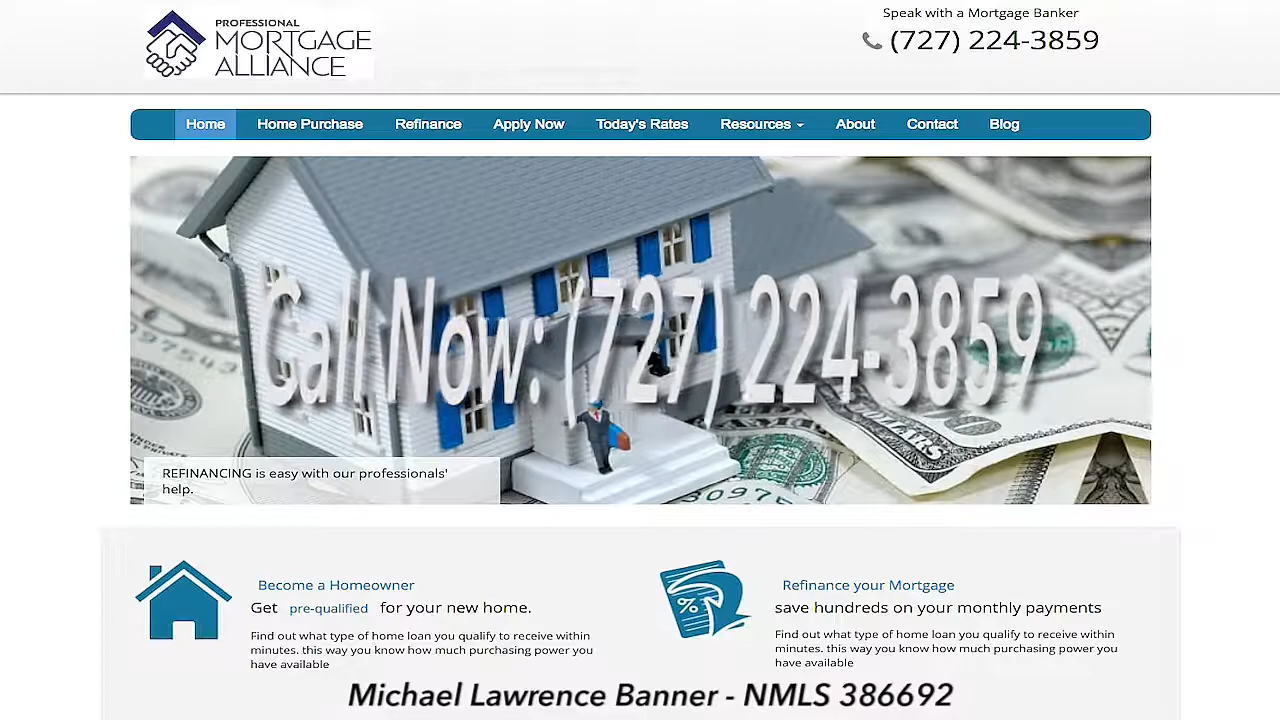 PROFESSIONAL
MORTGAGE
ALLIANCE
Speak with a Mortgage Banker
(727) 224-3859
Home
Home Purchase
Refinance
Apply Now
Today's Rates
Resources
About
Contact
Blog
Call Now: (727) 224-3859
DOLLARS
REFINANCING is easy with our professionals'
help.
Become a Homeowner
Get pre-qualified for your new home.
Find out what type of home loan you qualify to receive within
minutes. this way you know how much purchasing power you
have available
%
Refinance your Mortgage
save hundreds on your monthly payments
Find out what type of home loan you qualify to receive within
minutes. this way you know how much purchasing power you
have available
Michael Lawrence Banner - NMLS 386692